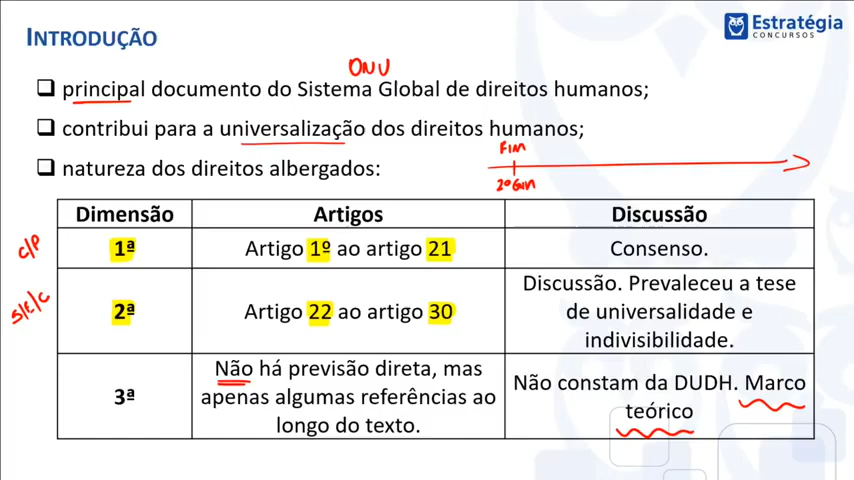 INTRODUÇÃO
Estratégia
CONCURSOS
ONU
❑ principal documento do Sistema Global de direitos humanos;
❑ contribui para a universalização dos direitos humanos;
FIM
❑ natureza dos direitos albergados:
2º GM
Dimensão Artigos Discussão
C/P
1ª Artigo 1º ao artigo 21 Consenso.
S/E/C
2ª Artigo 22 ao artigo 30 Discussão. Prevaleceu a tese
de universalidade e
indivisibilidade.
3ª Não há previsão direta, mas
apenas algumas referências ao
longo do texto.
Não constam da DUDH. Marco
teórico